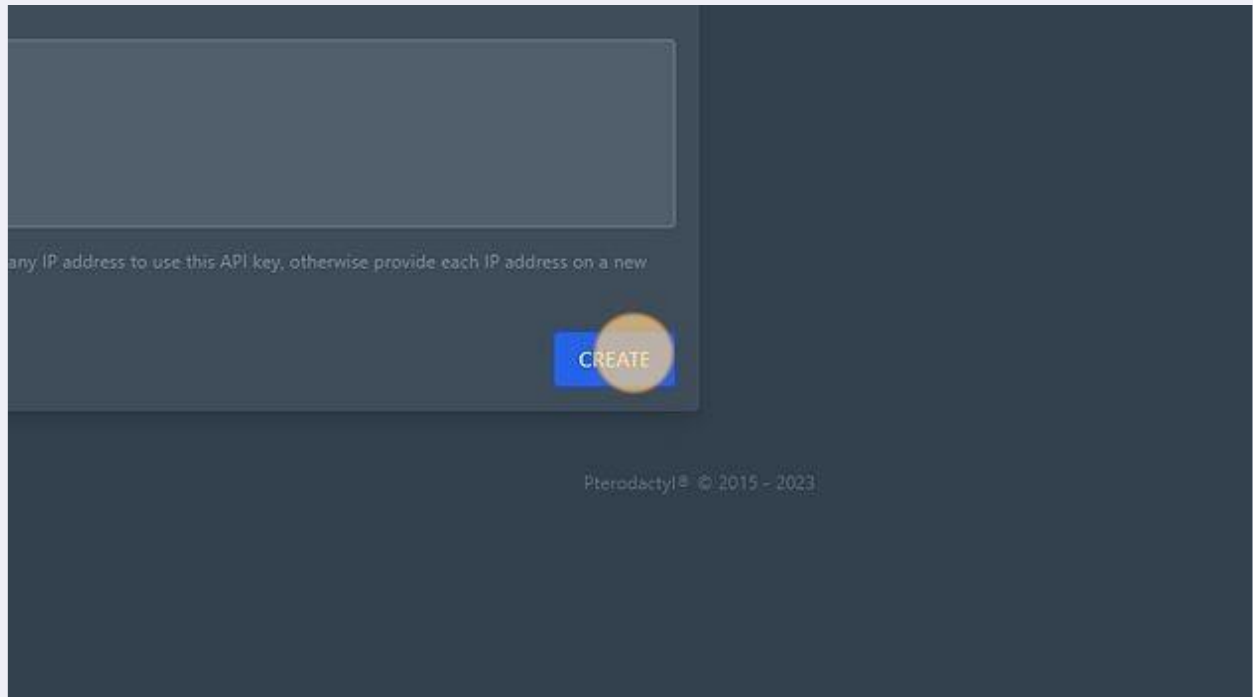 any IP address to use this API key, otherwise provide each IP address on a new
CREATE
Pterodactyl® © 2015 - 2023